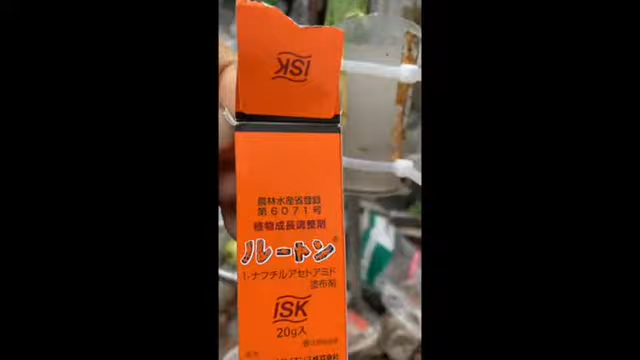 ISK
農林水産省登録
第6071号
植物成長調整剤
ルートン®
1-ナフチルアセトアミド
塗布剤
ISK
20g入